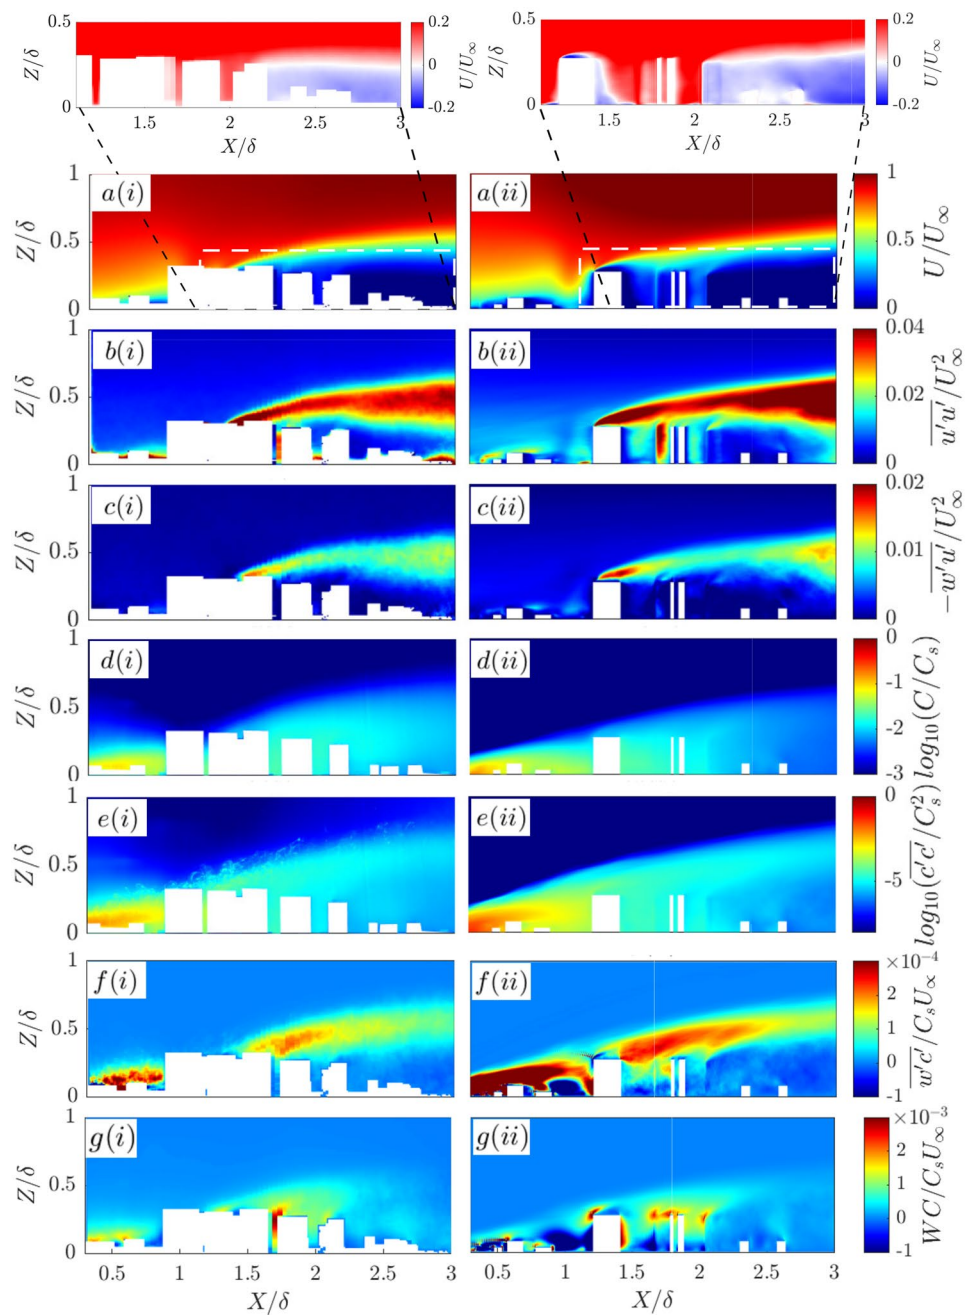 0.5
Z/δ
0
1.5
2
2.5
3
X/δ
0.2
0
-0.2
U/U∞
0.5
Z/δ
0
1.5
2
2.5
3
X/δ
0.2
0
-0.2
U/U∞
a(i)
a(ii)
1
0.5
0
Z/δ
1
0.5
0
U/U∞
b(i)
b(ii)
1
0.5
0
Z/δ
0.04
0.02
0
u'u'/U²∞
c(i)
c(ii)
1
0.5
0
Z/δ
0.02
0.01
0
−w'u'/U²∞
d(i)
d(ii)
1
0.5
0
Z/δ
0
-1
-2
-3
log₁₀(C/Cₛ)
e(i)
e(ii)
1
0.5
0
Z/δ
0
-5
log₁₀(c'c'/C²ₛ)
f(i)
f(ii)
1
0.5
0
Z/δ
×10⁻⁴
2
1
0
-1
w'c'/CₛU∝
g(i)
g(ii)
1
0.5
0
Z/δ
×10⁻³
2
1
0
-1
WC/CₛU∞
0.5
1
1.5
2
2.5
3
X/δ
0.5
1
1.5
2
2.5
3
X/δ